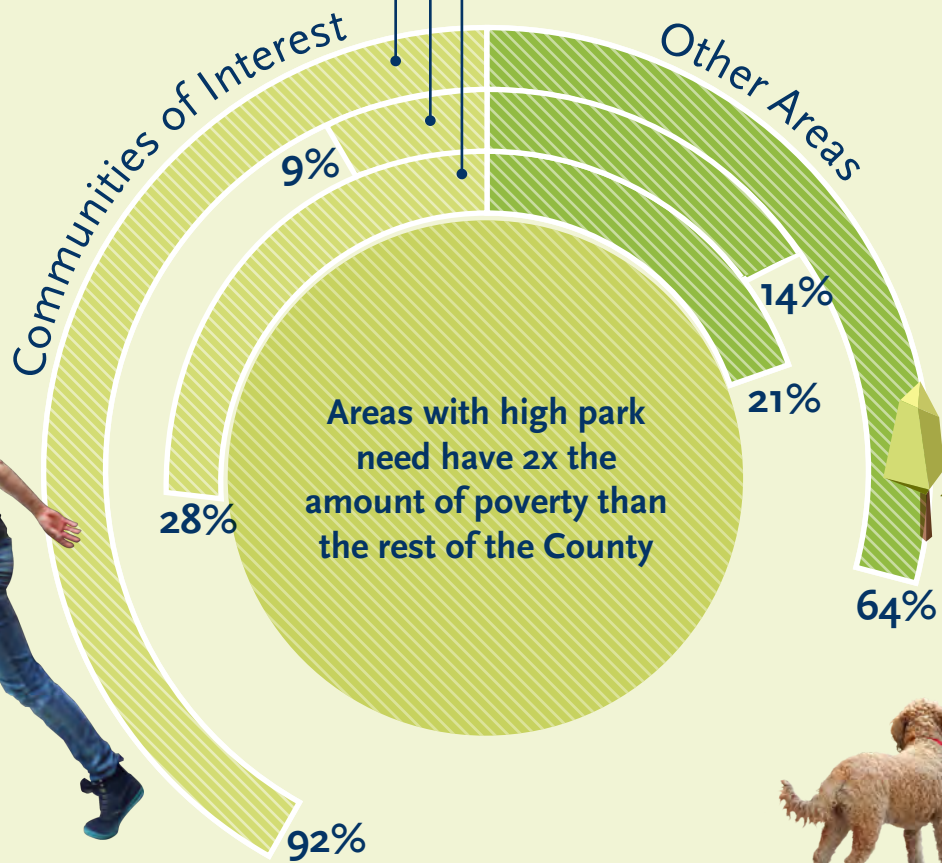 Communities of Interest
Other Areas
9%
14%
21%
28%
64%
92%
Areas with high park
need have 2x the
amount of poverty than
the rest of the County